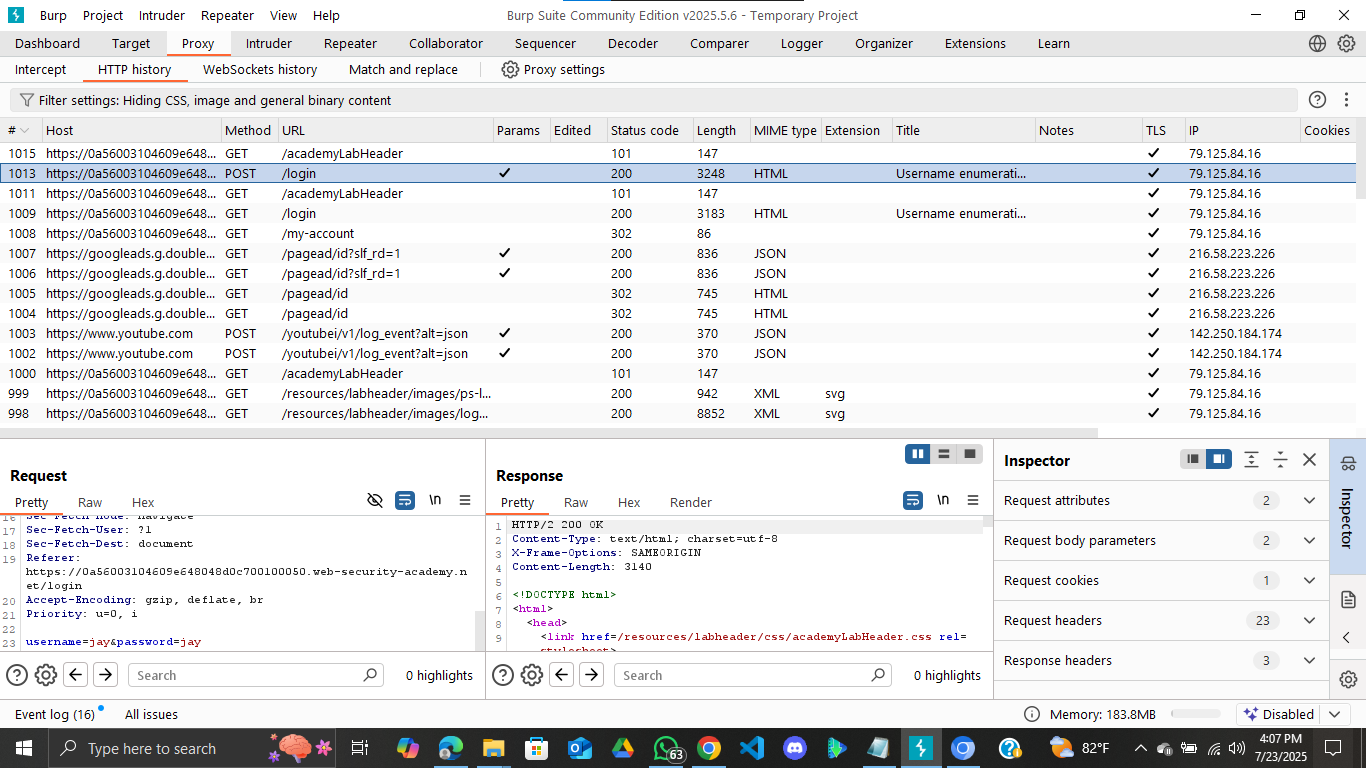 Burp Project Intruder Repeater View Help Burp Suite Community Edition v2025.5.6 - Temporary Project
Dashboard Target Proxy Intruder Repeater Collaborator Sequencer Decoder Comparer Logger Organizer Extensions Learn
Intercept HTTP history WebSockets history Match and replace Proxy settings
Filter settings: Hiding CSS, image and general binary content
# Host Method URL Params Edited Status code Length MIME type Extension Title Notes TLS IP Cookies
1015 https://0a56003104609e648... GET /academyLabHeader 101 147 ✓ 79.125.84.16
1013 https://0a56003104609e648... POST /login ✓ 200 3248 HTML Username enumerati... ✓ 79.125.84.16
1011 https://0a56003104609e648... GET /academyLabHeader 101 147 ✓ 79.125.84.16
1009 https://0a56003104609e648... GET /login 200 3183 HTML Username enumerati... ✓ 79.125.84.16
1008 https://0a56003104609e648... GET /my-account 302 86 ✓ 79.125.84.16
1007 https://googleads.g.double... GET /pagead/id?slf_rd=1 ✓ 200 836 JSON ✓ 216.58.223.226
1006 https://googleads.g.double... GET /pagead/id?slf_rd=1 ✓ 200 836 JSON ✓ 216.58.223.226
1005 https://googleads.g.double... GET /pagead/id 302 745 HTML ✓ 216.58.223.226
1004 https://googleads.g.double... GET /pagead/id 302 745 HTML ✓ 216.58.223.226
1003 https://www.youtube.com POST /youtubei/v1/log_event?alt=json ✓ 200 370 JSON ✓ 142.250.184.174
1002 https://www.youtube.com POST /youtubei/v1/log_event?alt=json ✓ 200 370 JSON ✓ 142.250.184.174
1000 https://0a56003104609e648... GET /academyLabHeader 101 147 ✓ 79.125.84.16
999 https://0a56003104609e648... GET /resources/labheader/images/ps-l... 200 942 XML svg ✓ 79.125.84.16
998 https://0a56003104609e648... GET /resources/labheader/images/log... 200 8852 XML svg ✓ 79.125.84.16
Request
Pretty Raw Hex \n
16 Sec-Fetch-Mode: navigate
17 Sec-Fetch-User: ?1
18 Sec-Fetch-Dest: document
19 Referer:
https://0a56003104609e648048d0c700100050.web-security-academy.n
et/login
20 Accept-Encoding: gzip, deflate, br
21 Priority: u=0, i
22
23 username=jay&password=jay
Search 0 highlights
Response
Pretty Raw Hex Render \n
1 HTTP/2 200 OK
2 Content-Type: text/html; charset=utf-8
3 X-Frame-Options: SAMEORIGIN
4 Content-Length: 3140
5
6 <!DOCTYPE html>
7 <html>
8 <head>
9 <link href=/resources/labheader/css/academyLabHeader.css rel=
stylesheet>
Search 0 highlights
Inspector
Request attributes 2
Request body parameters 2
Request cookies 1
Request headers 23
Response headers 3
Inspector
Event log (16) All issues Memory: 183.8MB Disabled
Type here to search 63 82°F 4:07 PM
7/23/2025